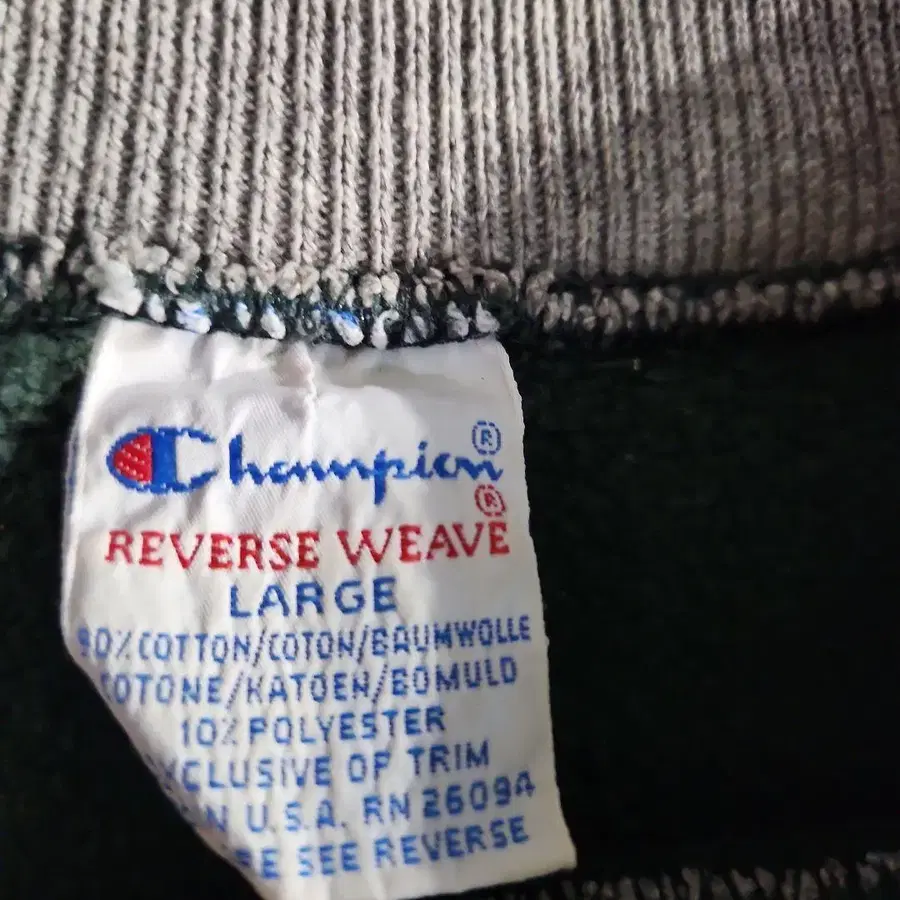 Champion®
®
REVERSE WEAVE
LARGE
90% COTTON/COTON/BAUMWOLLE
COTONE/KATOEN/BOMULD
10% POLYESTER
EXCLUSIVE OF TRIM
IN U.S.A. RN 26094
SEE REVERSE